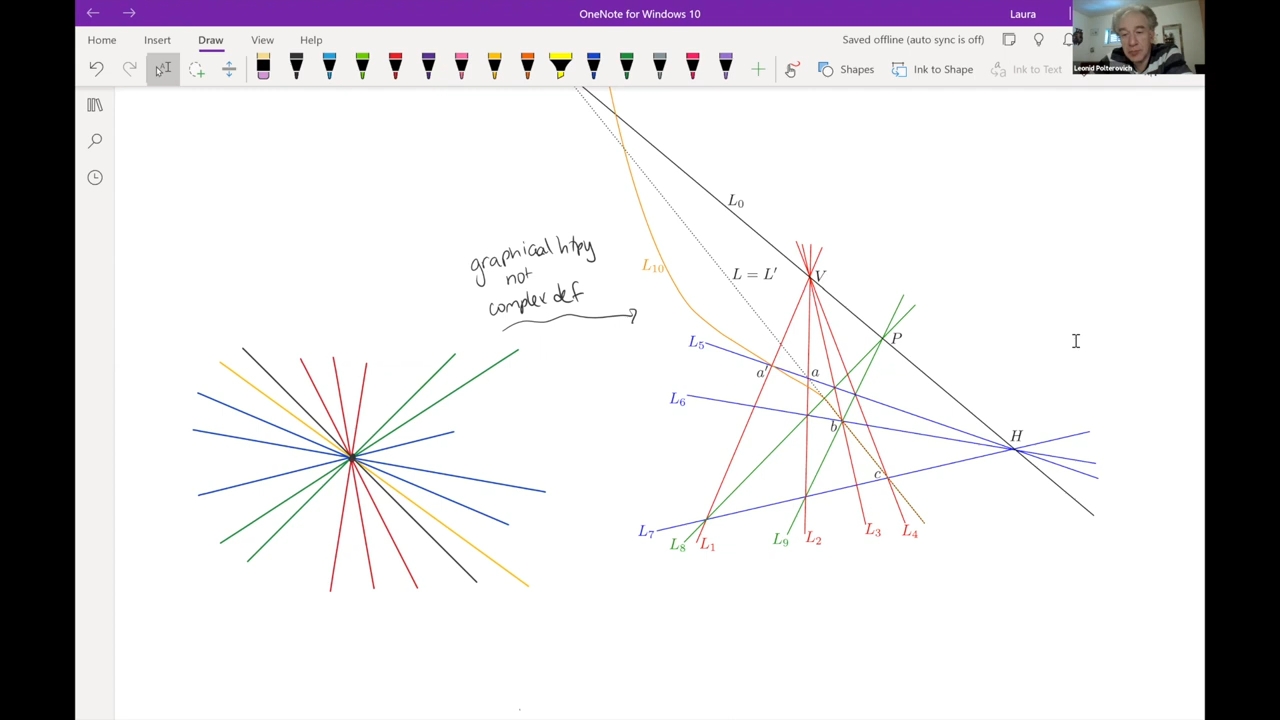 OneNote for Windows 10
Laura
Home
Insert
Draw
View
Help
Saved offline (auto sync is off)
Shapes
Ink to Shape
Ink to Text
Leonid Polterovich
L0
V
L10
L = L′
graphical htpy
not
complex def
P
L5
a′
a
L6
b
H
c
L7
L8
L1
L9
L2
L3
L4